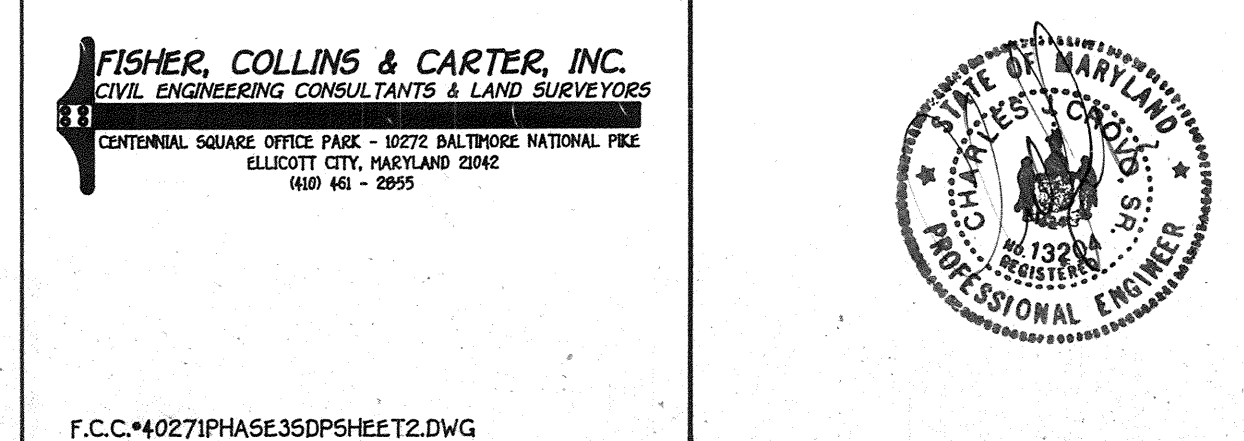 FISHER, COLLINS & CARTER, INC.
CIVIL ENGINEERING CONSULTANTS & LAND SURVEYORS
CENTENNIAL SQUARE OFFICE PARK - 10272 BALTIMORE NATIONAL PIKE
ELLICOTT CITY, MARYLAND 21042
(410) 461 - 2855
F.C.C.#40271PHASE3SDPSHEET2.DWG
STATE OF MARYLAND
CHARLES J CROVO, SR.
No. 13204
REGISTERED
PROFESSIONAL ENGINEER